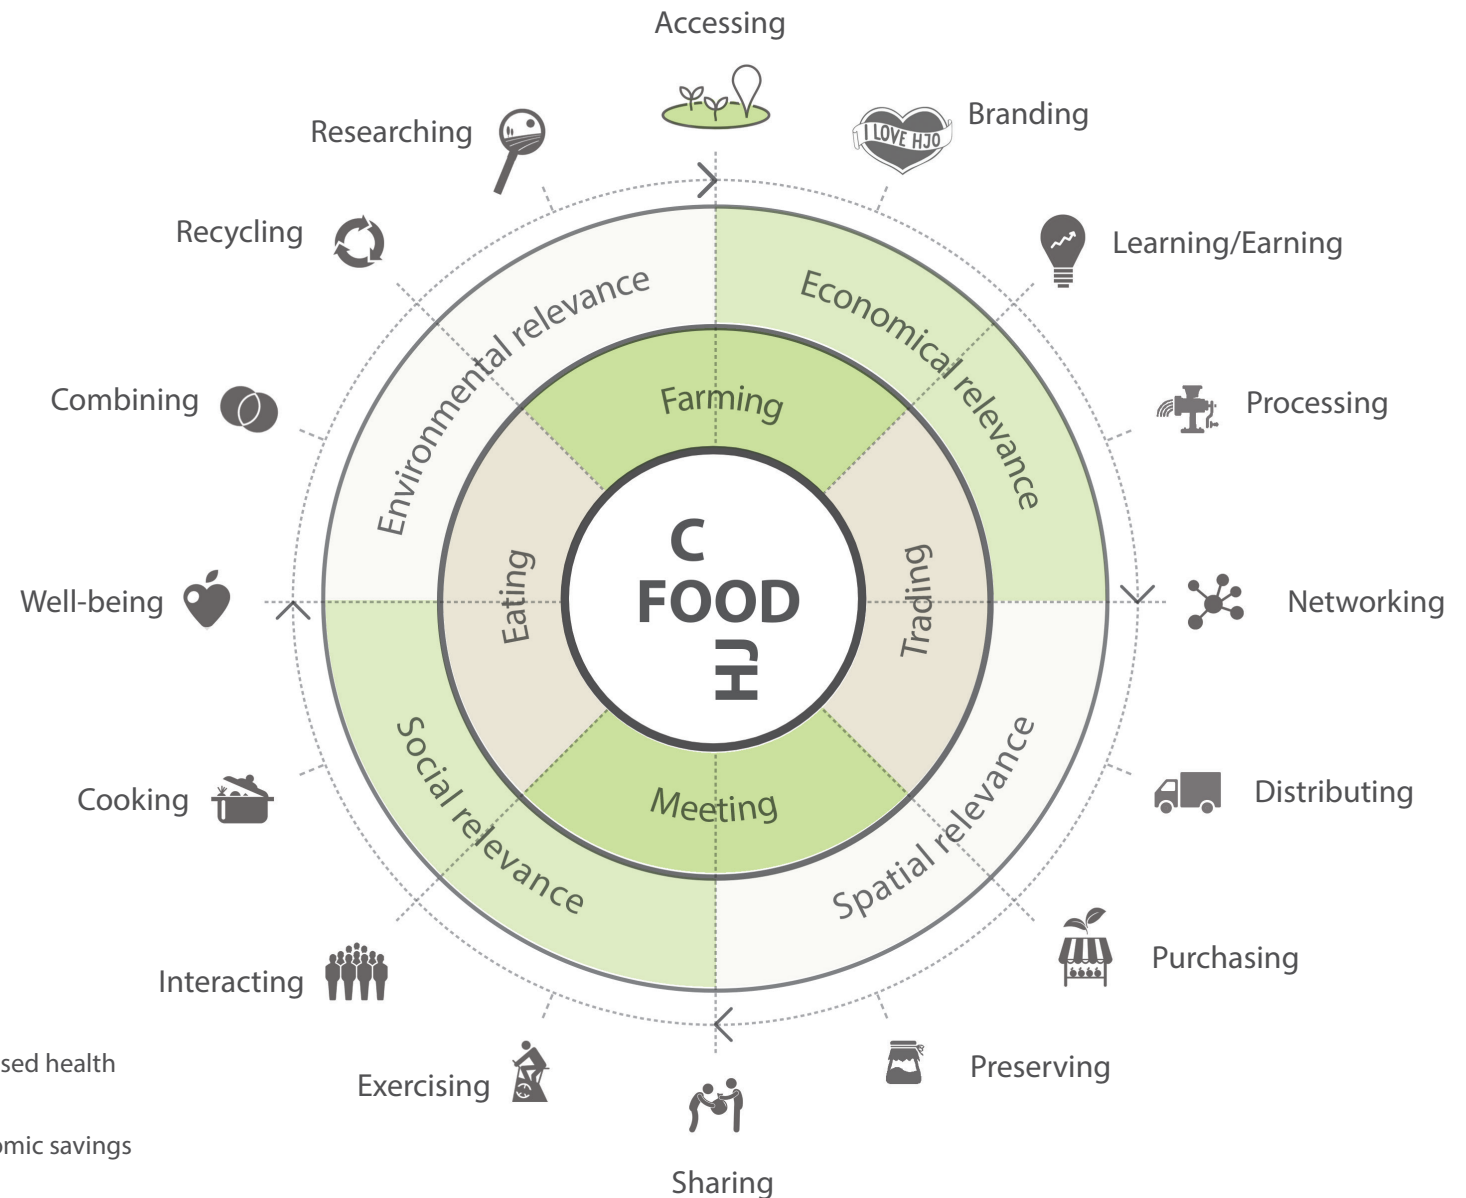 Accessing
Branding
I LOVE HJO
Researching
Recycling
Learning/Earning
Environmental relevance
Economical relevance
Combining
Farming
Processing
C
FOOD
HJ
Eating
Trading
Well-being
Networking
Social relevance
Spatial relevance
Meeting
Cooking
Distributing
Interacting
Purchasing
sed health
Exercising
Preserving
omic savings
Sharing